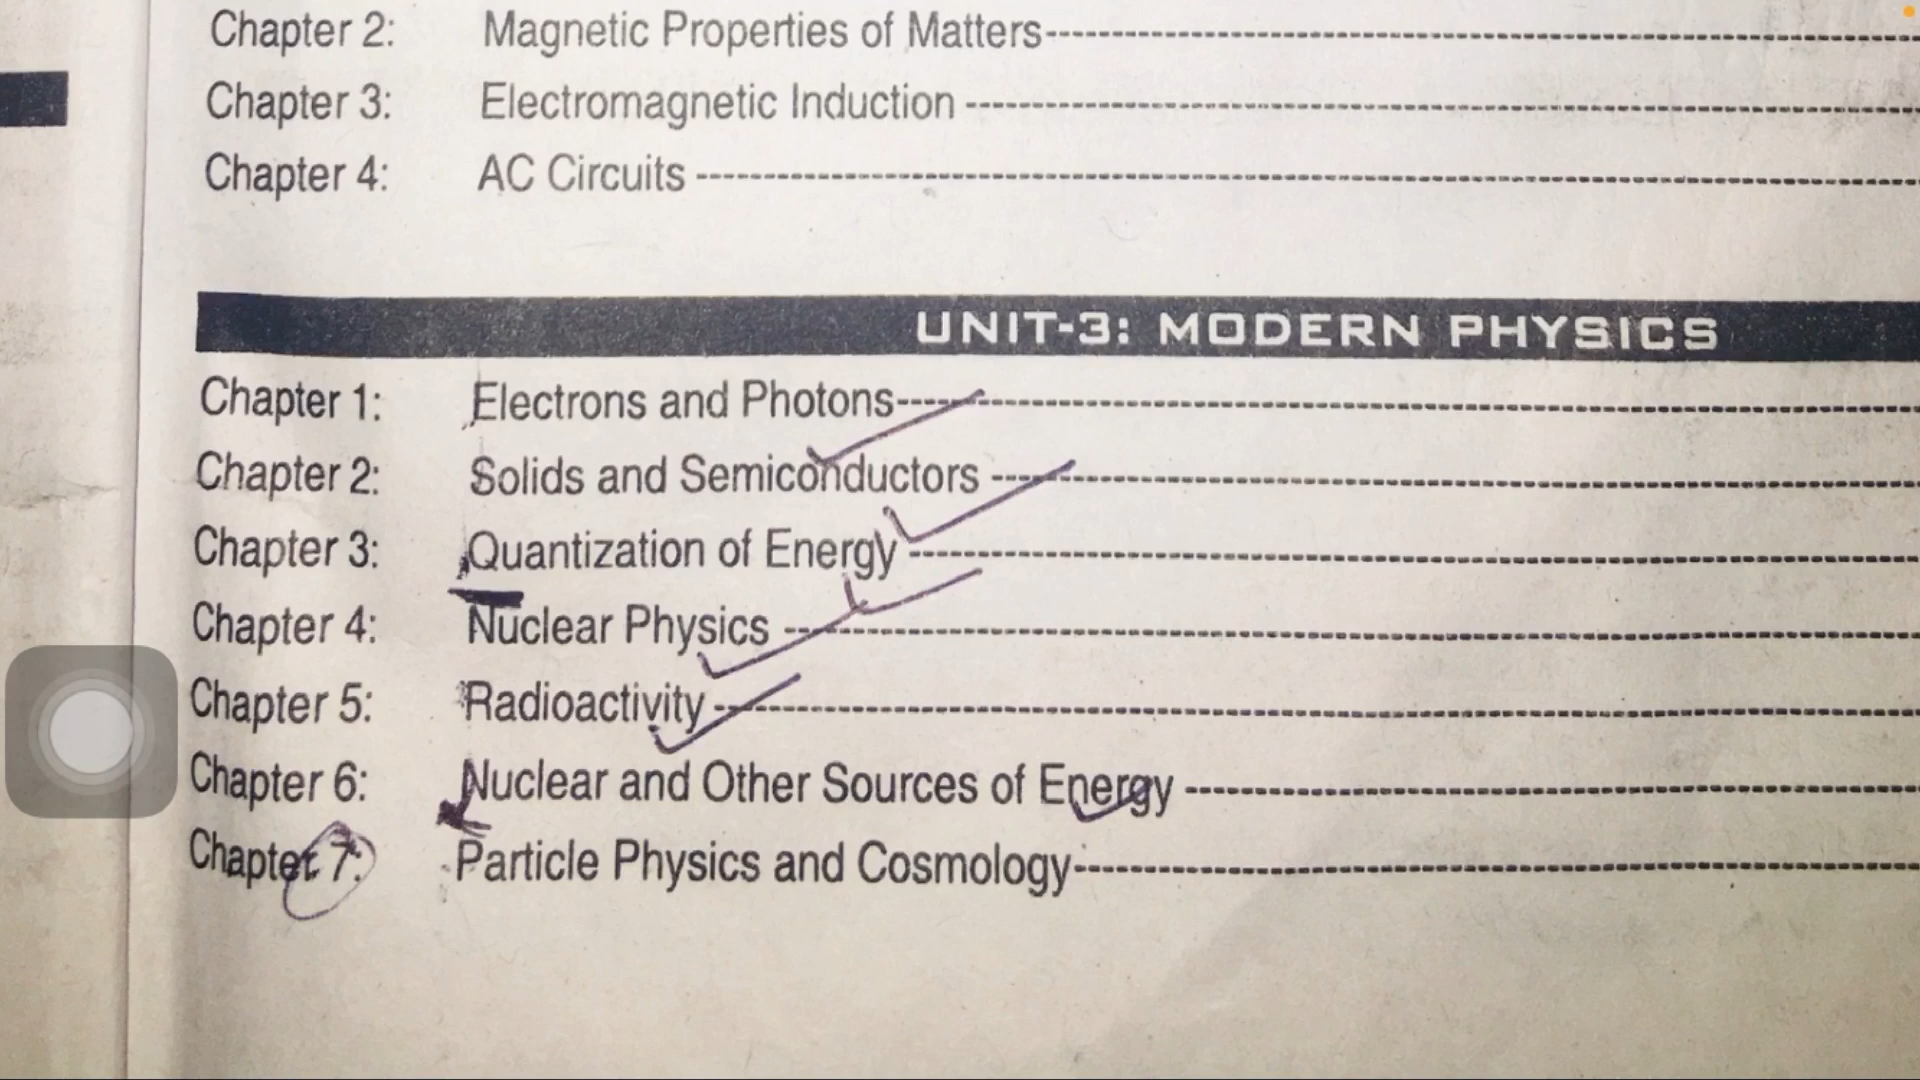 Chapter 2: Magnetic Properties of Matters
Chapter 3: Electromagnetic Induction
Chapter 4: AC Circuits
UNIT-3: MODERN PHYSICS
Chapter 1: Electrons and Photons
Chapter 2: Solids and Semiconductors
Chapter 3: Quantization of Energy
Chapter 4: Nuclear Physics
Chapter 5: Radioactivity
Chapter 6: Nuclear and Other Sources of Energy
Chapter 7: Particle Physics and Cosmology